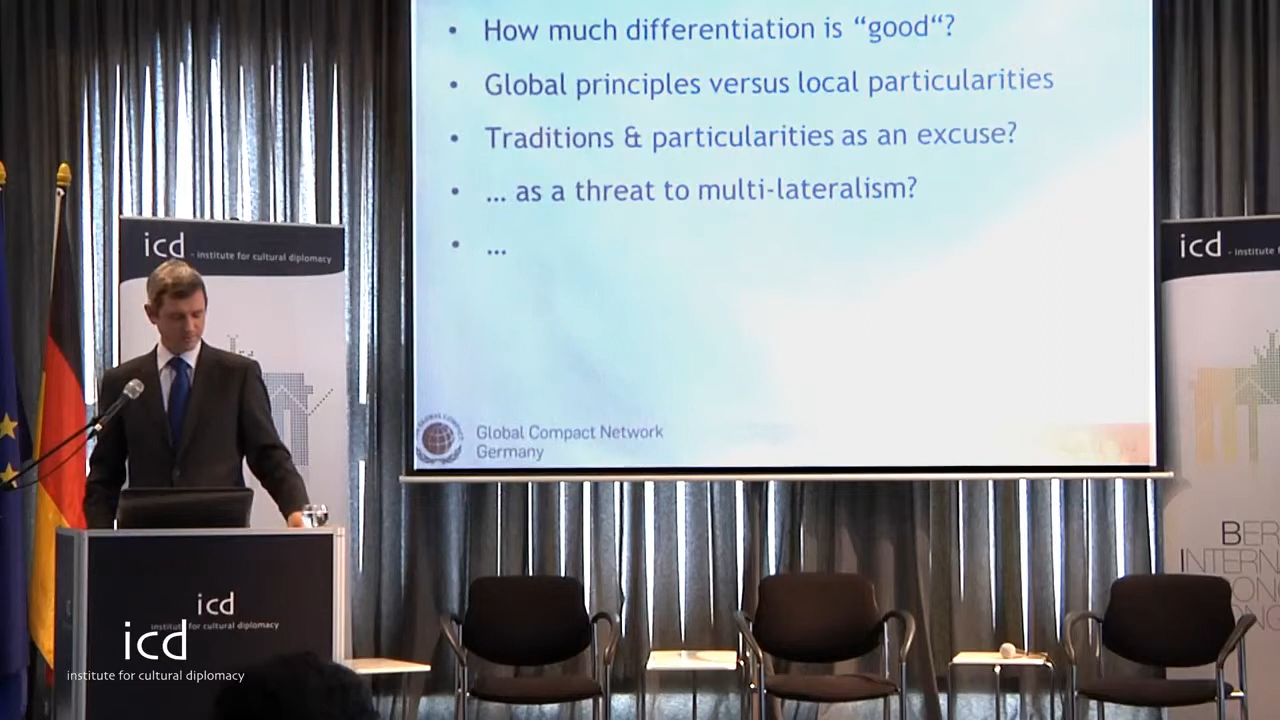 • How much differentiation is “good“?
• Global principles versus local particularities
• Traditions & particularities as an excuse?
• ... as a threat to multi-lateralism?
• ...
Global Compact Network
Germany
icd - institute for cultural diplomacy
icd - institute
icd
institute for cultural diplomacy
icd
institute for cultural diplomacy